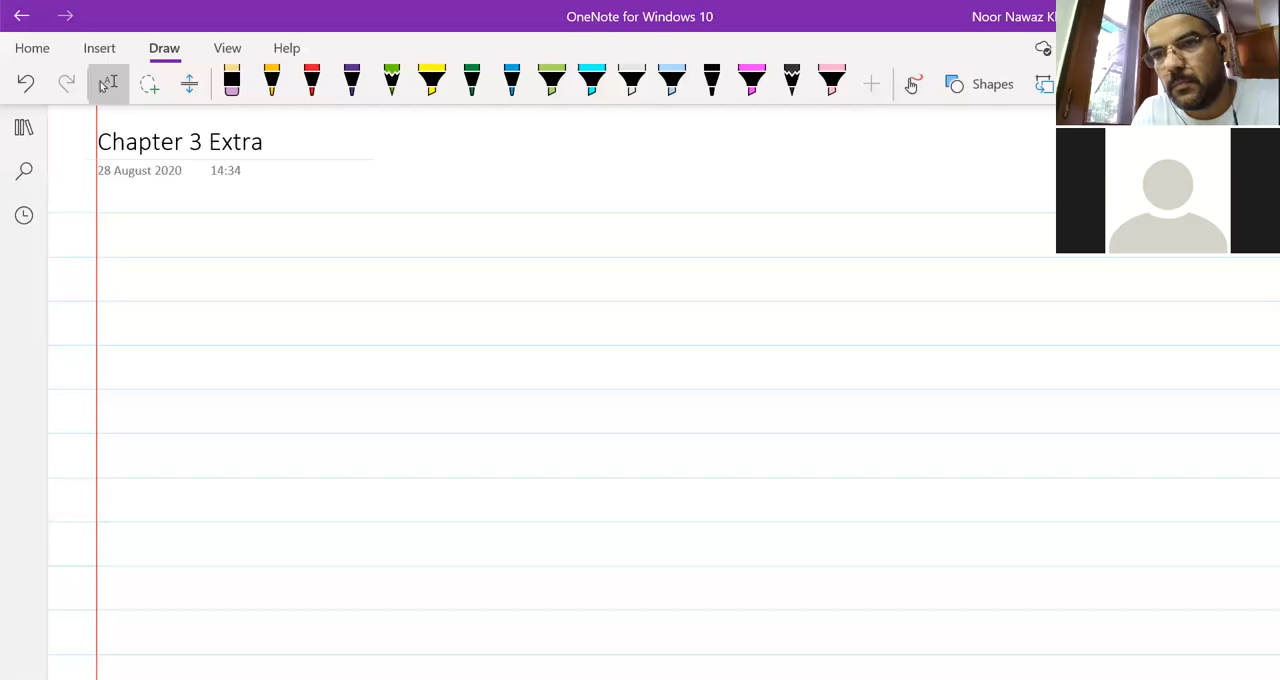 OneNote for Windows 10
Noor Nawaz
Home Insert Draw View Help
Shapes
Chapter 3 Extra
28 August 2020 14:34